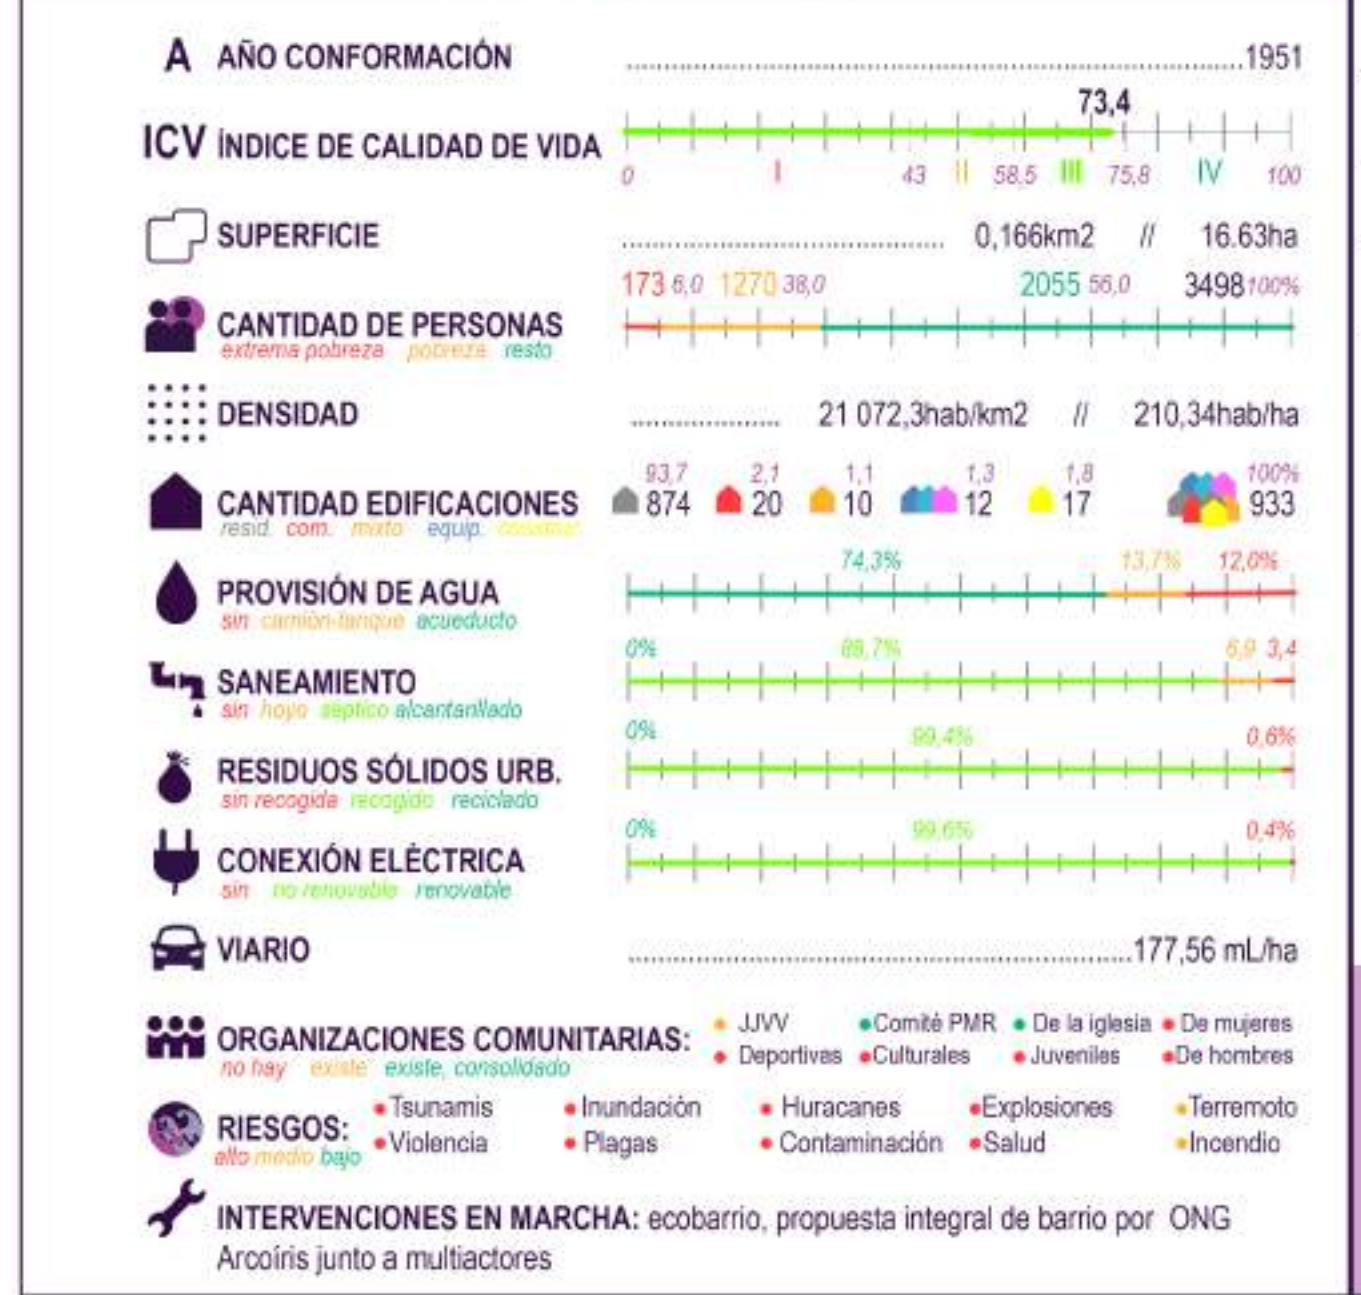 A AÑO CONFORMACIÓN ........ 1951
73,4
ICV ÍNDICE DE CALIDAD DE VIDA
0 I 43 II 58,5 III 75,8 IV 100
SUPERFICIE ........ 0,166km2 // 16.63ha
173 6,0 1270 38,0 2055 56,0 3498 100%
CANTIDAD DE PERSONAS
extrema pobreza pobreza resto
DENSIDAD ........ 21 072,3hab/km2 // 210,34hab/ha
93,7 2,1 1,1 1,3 1,8 100%
CANTIDAD EDIFICACIONES 874 20 10 12 17 933
resid. com. mixto equip.
74,3% 13,7% 12,0%
PROVISIÓN DE AGUA
sin camión-tanque acueducto
0% 89,7% 6,9 3,4
SANEAMIENTO
sin hoyo séptico alcantarillado
0% 99,4% 0,6%
RESIDUOS SÓLIDOS URB.
sin recogida recogido reciclado
0% 99,6% 0,4%
CONEXIÓN ELÉCTRICA
sin no renovable renovable
VIARIO ........ 177,56 mL/ha
• JJVV • Comité PMR • De la iglesia • De mujeres
ORGANIZACIONES COMUNITARIAS:
• Deportivas • Culturales • Juveniles • De hombres
no hay existe existe, consolidado
• Tsunamis • Inundación • Huracanes • Explosiones • Terremoto
RIESGOS:
• Violencia • Plagas • Contaminación • Salud • Incendio
alto medio bajo
INTERVENCIONES EN MARCHA: ecobarrio, propuesta integral de barrio por ONG
Arcoíris junto a multiactores